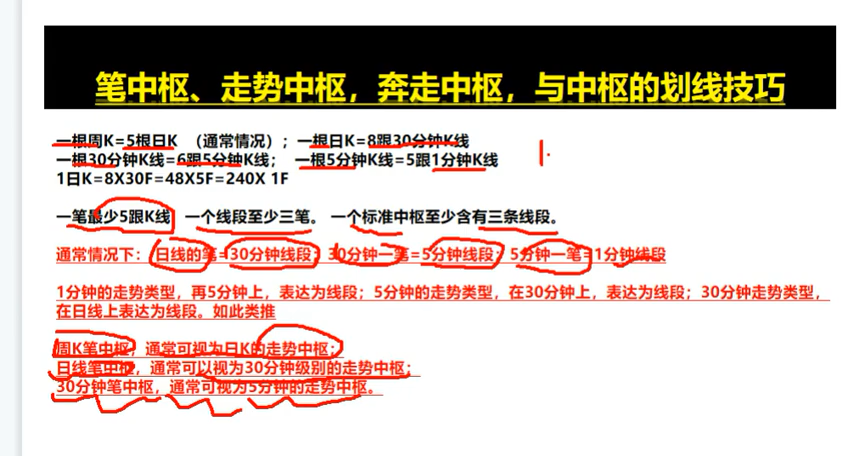 笔中枢、走势中枢，奔走中枢，与中枢的划线技巧
一根周K=5根日K （通常情况）；一根日K=8跟30分钟K线
一根30分钟K线=6跟5分钟K线； 一根5分钟K线=5跟1分钟K线
1日K=8X30F=48X5F=240X 1F
一笔最少5跟K线 一个线段至少三笔。 一个标准中枢至少含有三条线段。
通常情况下：日线的笔=30分钟线段；30分钟一笔=5分钟线段；5分钟一笔=1分钟线段
1分钟的走势类型，再5分钟上，表达为线段；5分钟的走势类型，在30分钟上，表达为线段；30分钟走势类型，
在日线上表达为线段。如此类推
周K笔中枢，通常可视为日K的走势中枢；
日线笔中枢，通常可以视为30分钟级别的走势中枢；
30分钟笔中枢，通常可视为5分钟的走势中枢。